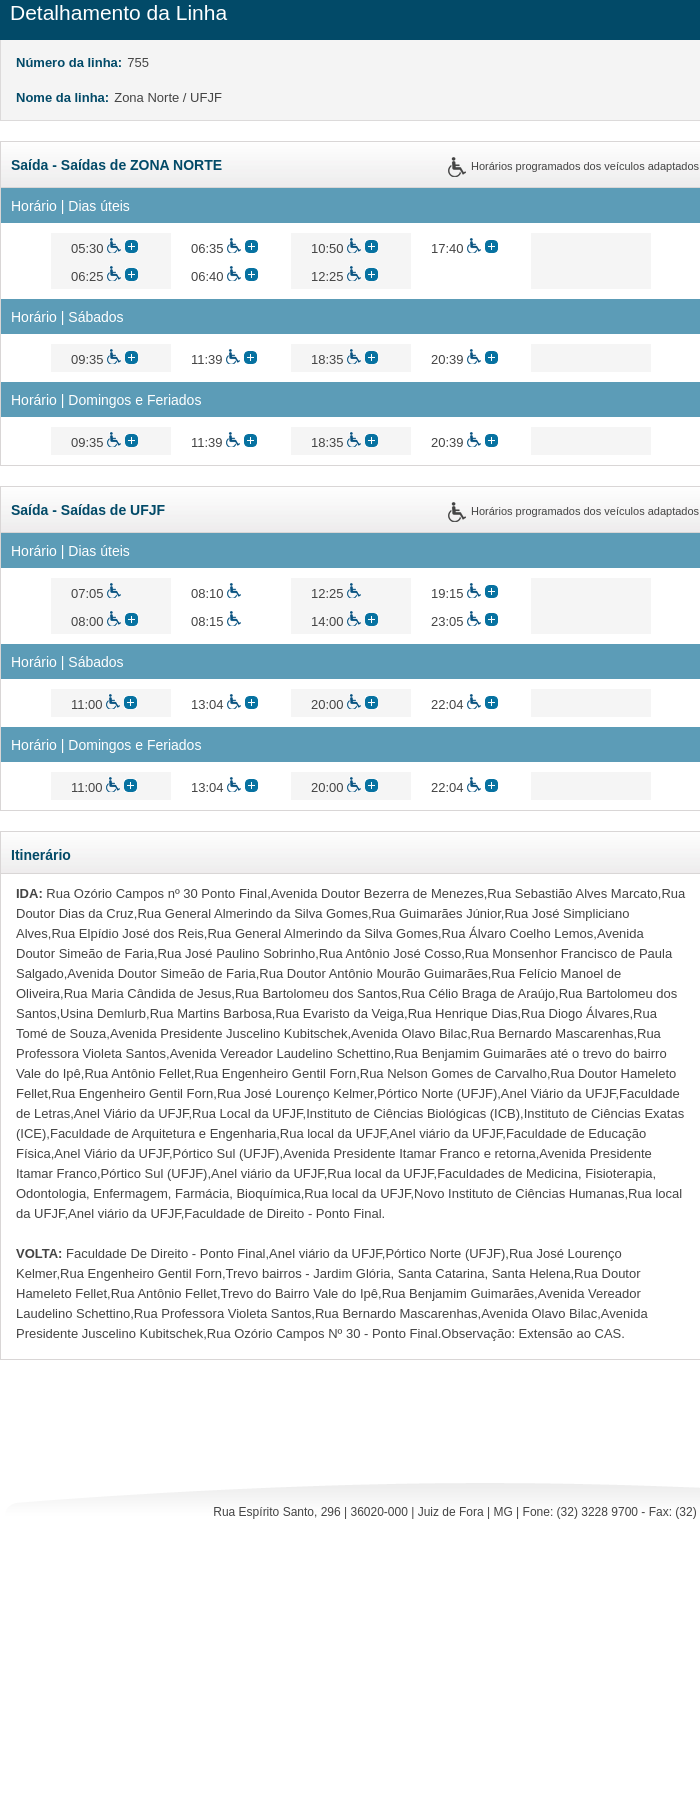 Detalhamento da Linha
Número da linha: 755
Nome da linha: Zona Norte / UFJF
Saída - Saídas de ZONA NORTE Horários programados dos veículos adaptados
Horário | Dias úteis
05:30 06:35 10:50 17:40
06:25 06:40 12:25
Horário | Sábados
09:35 11:39 18:35 20:39
Horário | Domingos e Feriados
09:35 11:39 18:35 20:39
Saída - Saídas de UFJF Horários programados dos veículos adaptados
Horário | Dias úteis
07:05 08:10 12:25 19:15
08:00 08:15 14:00 23:05
Horário | Sábados
11:00 13:04 20:00 22:04
Horário | Domingos e Feriados
11:00 13:04 20:00 22:04
Itinerário
IDA: Rua Ozório Campos nº 30 Ponto Final,Avenida Doutor Bezerra de Menezes,Rua Sebastião Alves Marcato,Rua
Doutor Dias da Cruz,Rua General Almerindo da Silva Gomes,Rua Guimarães Júnior,Rua José Simpliciano
Alves,Rua Elpídio José dos Reis,Rua General Almerindo da Silva Gomes,Rua Álvaro Coelho Lemos,Avenida
Doutor Simeão de Faria,Rua José Paulino Sobrinho,Rua Antônio José Cosso,Rua Monsenhor Francisco de Paula
Salgado,Avenida Doutor Simeão de Faria,Rua Doutor Antônio Mourão Guimarães,Rua Felício Manoel de
Oliveira,Rua Maria Cândida de Jesus,Rua Bartolomeu dos Santos,Rua Célio Braga de Araújo,Rua Bartolomeu dos
Santos,Usina Demlurb,Rua Martins Barbosa,Rua Evaristo da Veiga,Rua Henrique Dias,Rua Diogo Álvares,Rua
Tomé de Souza,Avenida Presidente Juscelino Kubitschek,Avenida Olavo Bilac,Rua Bernardo Mascarenhas,Rua
Professora Violeta Santos,Avenida Vereador Laudelino Schettino,Rua Benjamim Guimarães até o trevo do bairro
Vale do Ipê,Rua Antônio Fellet,Rua Engenheiro Gentil Forn,Rua Nelson Gomes de Carvalho,Rua Doutor Hameleto
Fellet,Rua Engenheiro Gentil Forn,Rua José Lourenço Kelmer,Pórtico Norte (UFJF),Anel Viário da UFJF,Faculdade
de Letras,Anel Viário da UFJF,Rua Local da UFJF,Instituto de Ciências Biológicas (ICB),Instituto de Ciências Exatas
(ICE),Faculdade de Arquitetura e Engenharia,Rua local da UFJF,Anel viário da UFJF,Faculdade de Educação
Física,Anel Viário da UFJF,Pórtico Sul (UFJF),Avenida Presidente Itamar Franco e retorna,Avenida Presidente
Itamar Franco,Pórtico Sul (UFJF),Anel viário da UFJF,Rua local da UFJF,Faculdades de Medicina, Fisioterapia,
Odontologia, Enfermagem, Farmácia, Bioquímica,Rua local da UFJF,Novo Instituto de Ciências Humanas,Rua local
da UFJF,Anel viário da UFJF,Faculdade de Direito - Ponto Final.
VOLTA: Faculdade De Direito - Ponto Final,Anel viário da UFJF,Pórtico Norte (UFJF),Rua José Lourenço
Kelmer,Rua Engenheiro Gentil Forn,Trevo bairros - Jardim Glória, Santa Catarina, Santa Helena,Rua Doutor
Hameleto Fellet,Rua Antônio Fellet,Trevo do Bairro Vale do Ipê,Rua Benjamim Guimarães,Avenida Vereador
Laudelino Schettino,Rua Professora Violeta Santos,Rua Bernardo Mascarenhas,Avenida Olavo Bilac,Avenida
Presidente Juscelino Kubitschek,Rua Ozório Campos Nº 30 - Ponto Final.Observação: Extensão ao CAS.
Rua Espírito Santo, 296 | 36020-000 | Juiz de Fora | MG | Fone: (32) 3228 9700 - Fax: (32)